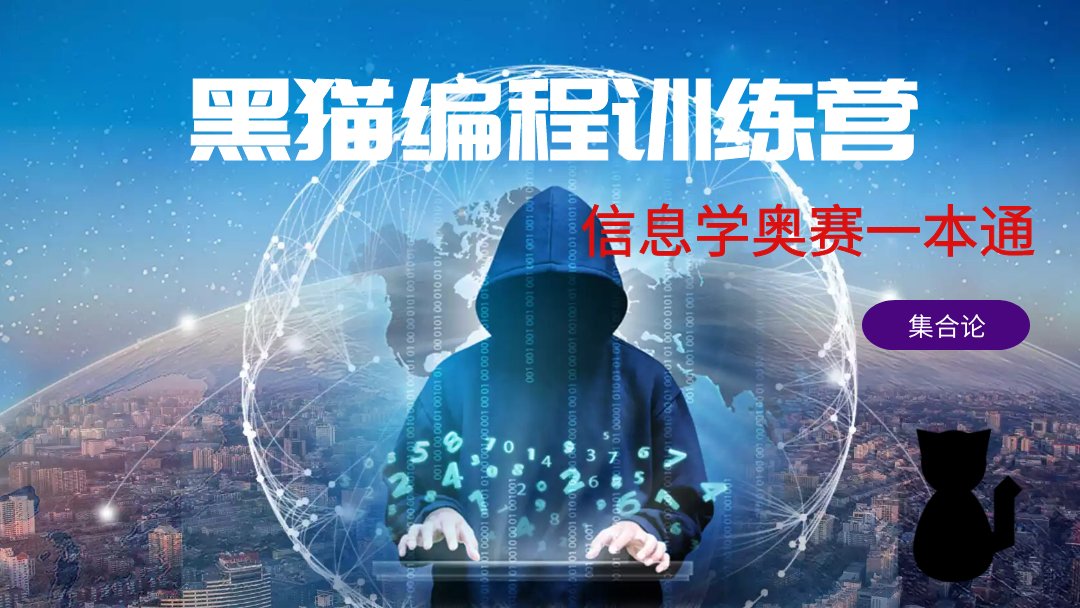 黑猫编程训练营
信息学奥赛一本通
集合论